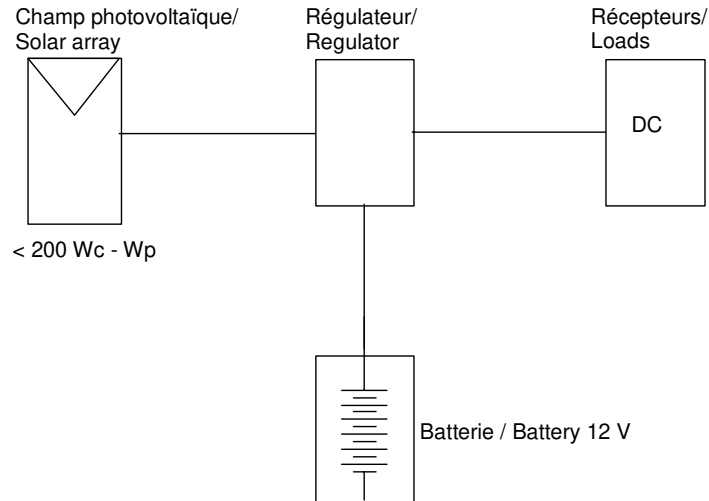 Champ photovoltaïque/
Solar array
Régulateur/
Regulator
Récepteurs/
Loads
DC
< 200 Wc - Wp
Batterie / Battery 12 V